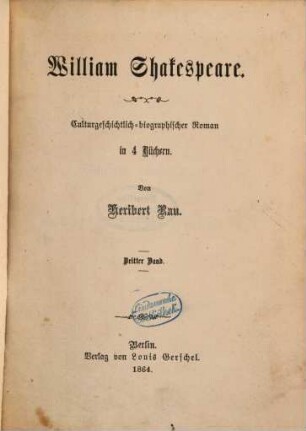 William Shakespeare.
Culturgeschichtlich-biographischer Roman
in 4 Büchern.
Von
Heribert Rau.
Dritter Band.
Berlin.
Verlag von Louis Gerschel.
1864.